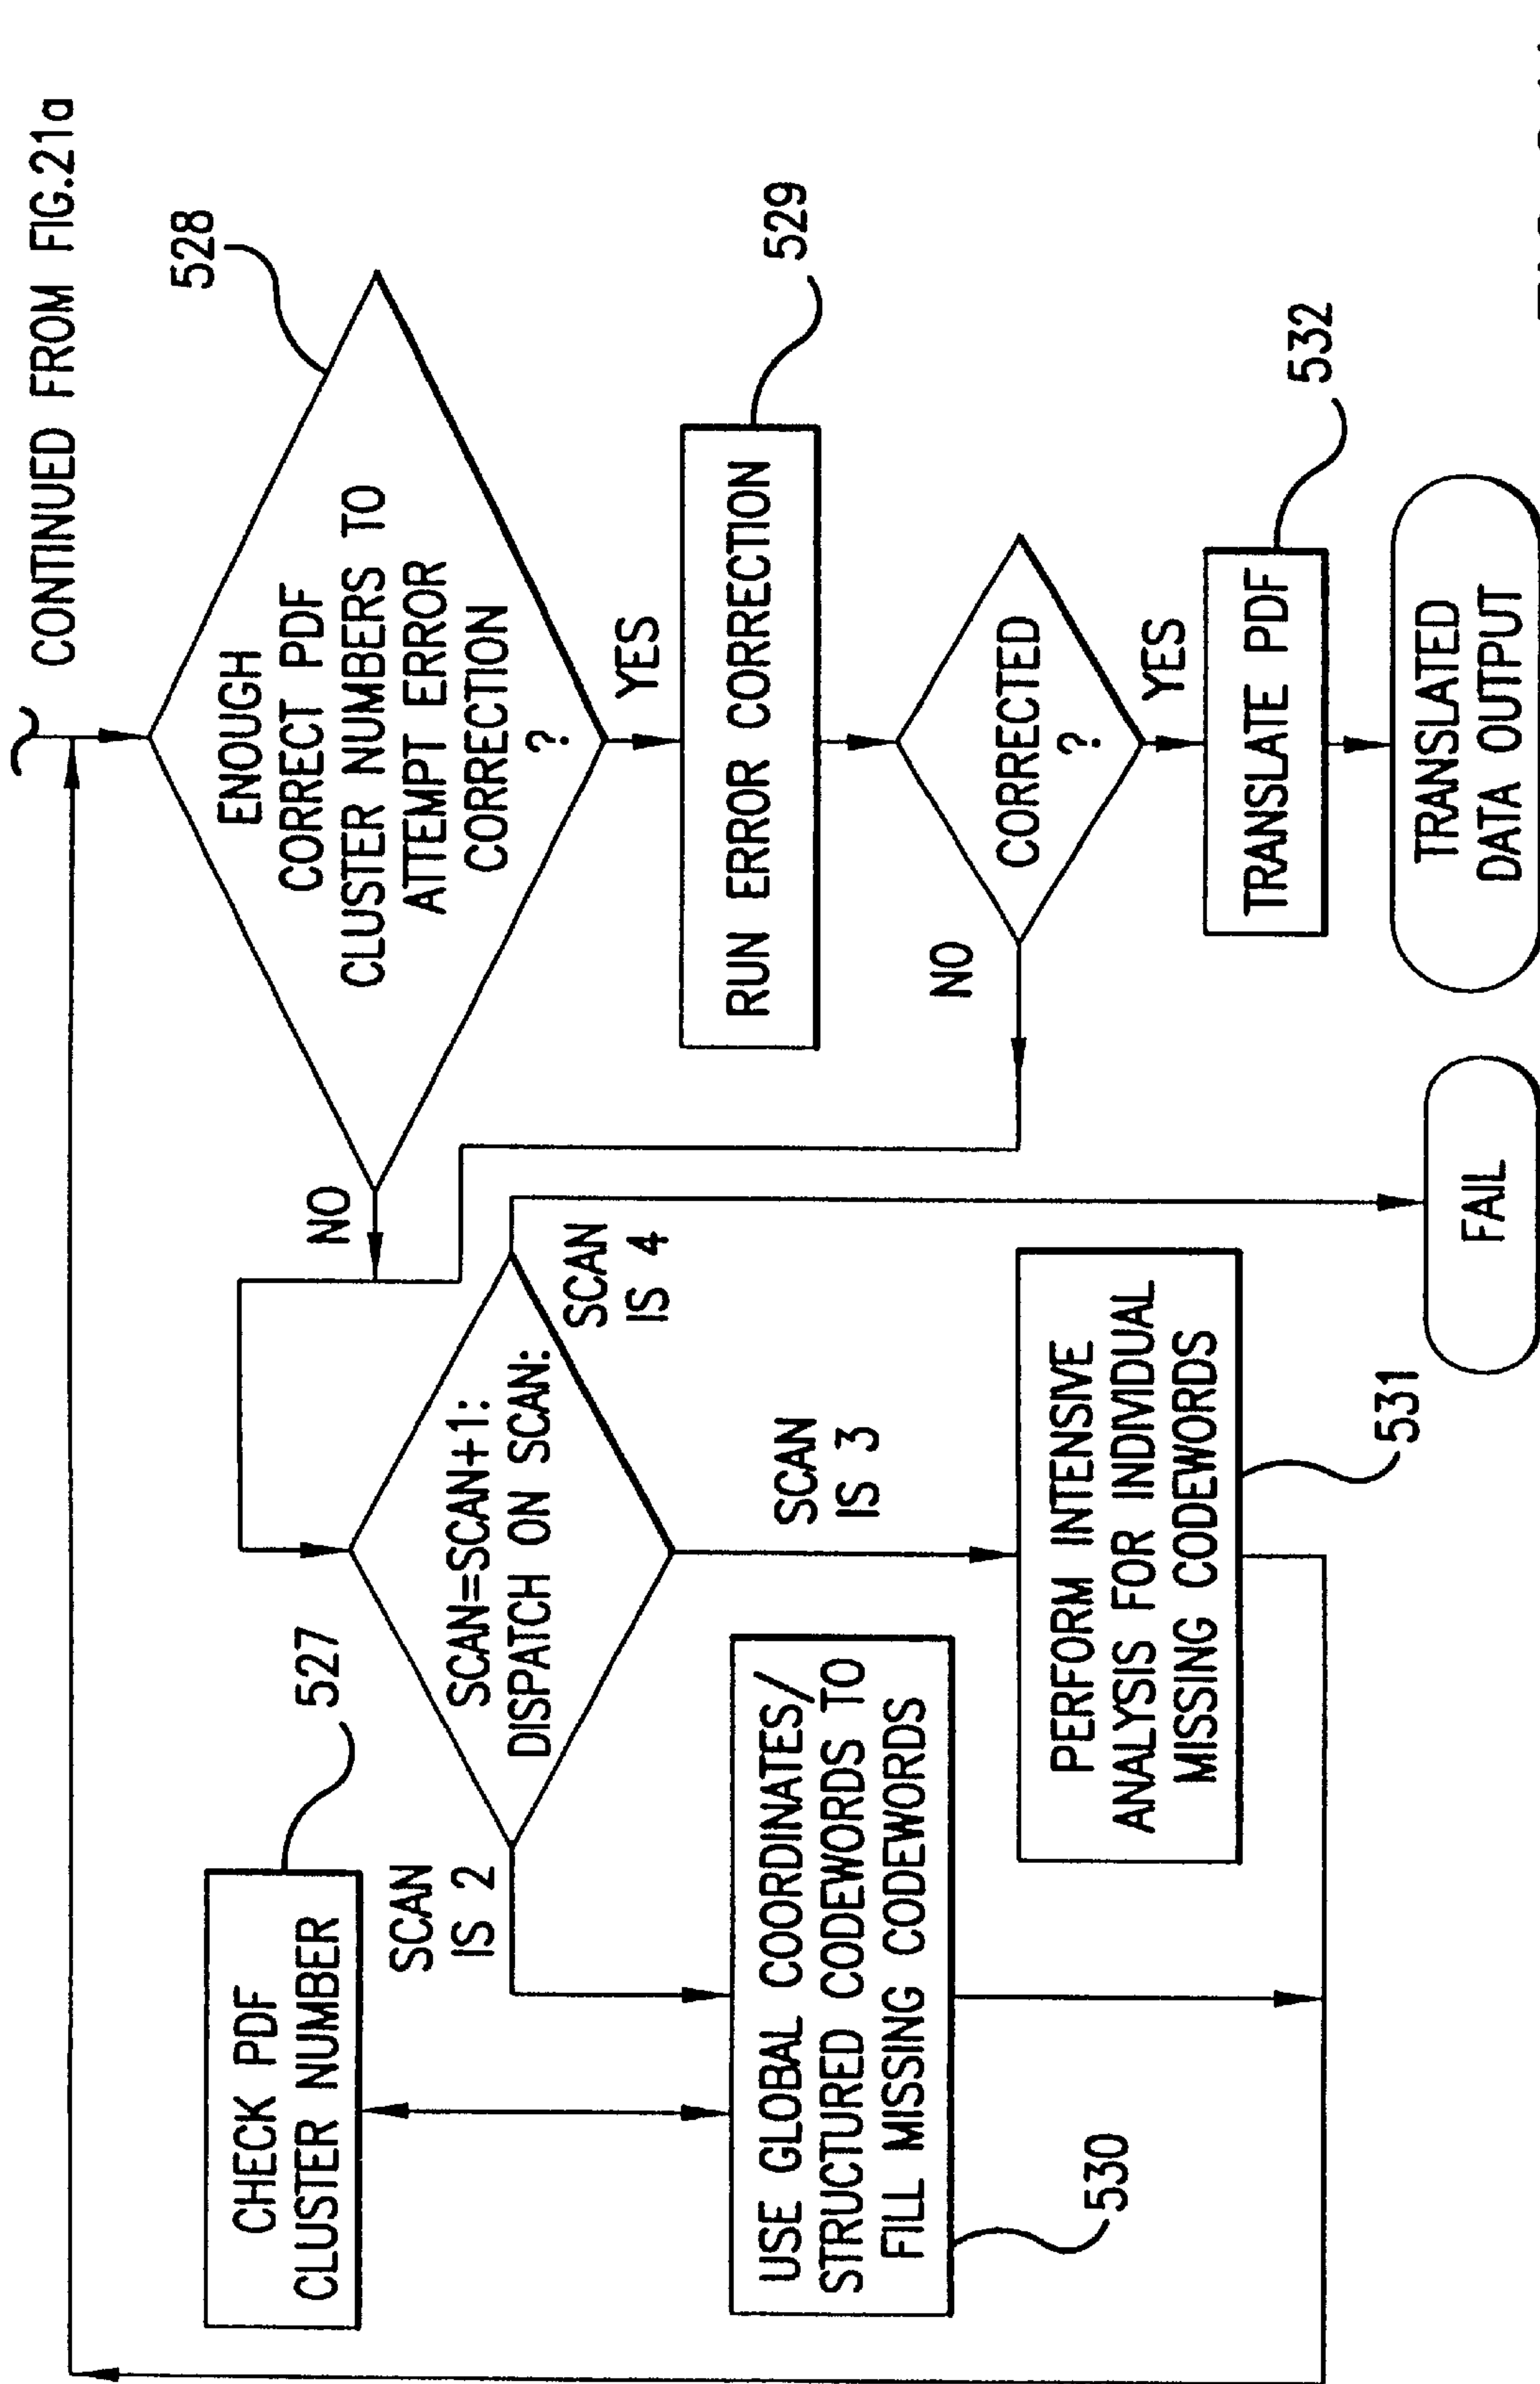 CONTINUED FROM FIG.21a
528
ENOUGH
CORRECT PDF
CLUSTER NUMBERS TO
ATTEMPT ERROR
CORRECTION
?
NO
YES
529
RUN ERROR CORRECTION
CORRECTED
?
NO
YES
532
TRANSLATE PDF
TRANSLATED
DATA OUTPUT
527
CHECK PDF
CLUSTER NUMBER
SCAN=SCAN+1:
DISPATCH ON SCAN:
SCAN
IS 2
SCAN
IS 3
SCAN
IS 4
USE GLOBAL COORDINATES/
STRUCTURED CODEWORDS TO
FILL MISSING CODEWORDS
530
PERFORM INTENSIVE
ANALYSIS FOR INDIVIDUAL
MISSING CODEWORDS
531
FAIL